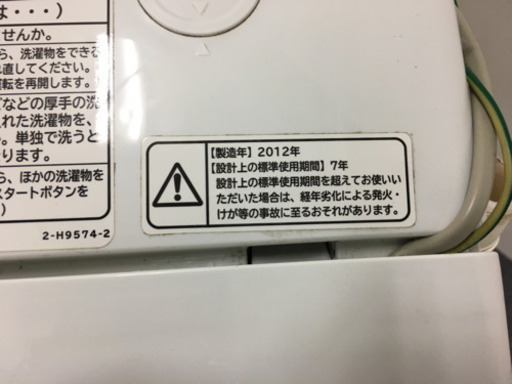 は・・・)
せんか。
ら、洗濯物をできる
れ直してください。
運転を再開します。
などの厚手の洗
入れた洗濯物を、
。単独で洗うと
ります。
ら、ほかの洗濯物を
スタートボタンを
)
2-H9574-2
【製造年】2012年
【設計上の標準使用期間】7年
設計上の標準使用期間を超えてお使いい
ただいた場合は、経年劣化による発火・
けが等の事故に至るおそれがあります。